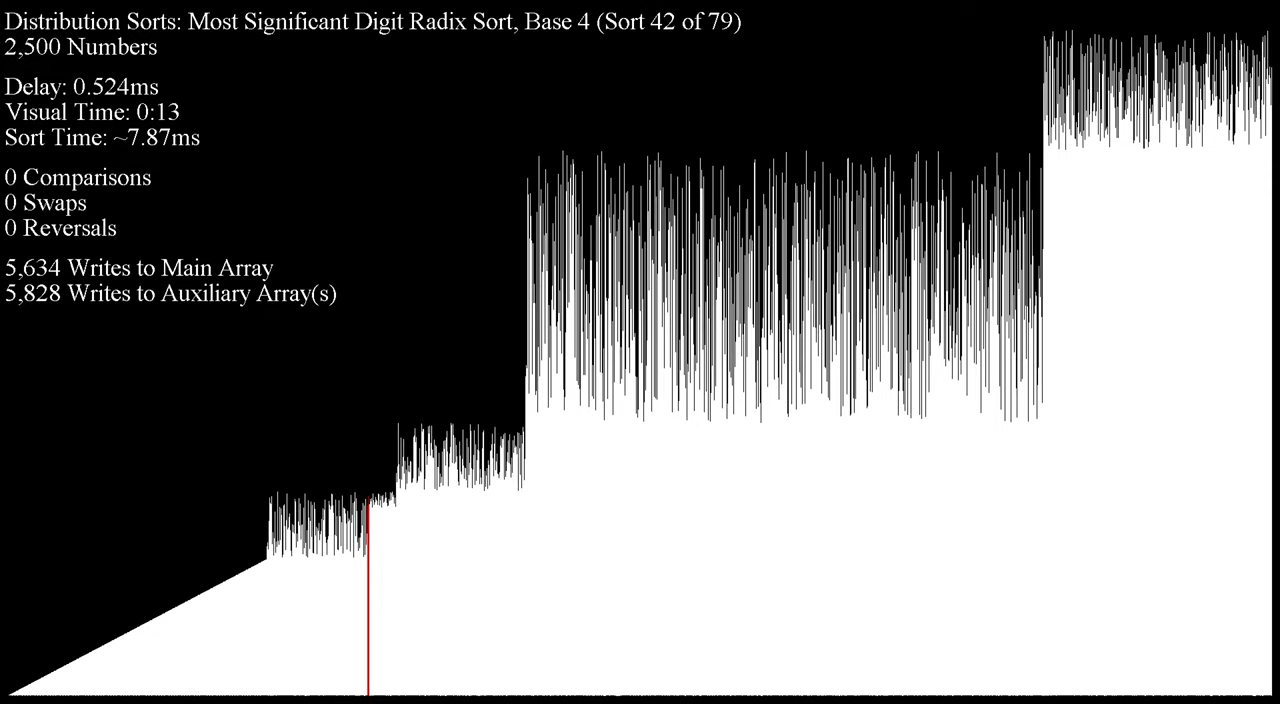 Distribution Sorts: Most Significant Digit Radix Sort, Base 4 (Sort 42 of 79)
2,500 Numbers
Delay: 0.524ms
Visual Time: 0:13
Sort Time: ~7.87ms
0 Comparisons
0 Swaps
0 Reversals
5,634 Writes to Main Array
5,828 Writes to Auxiliary Array(s)